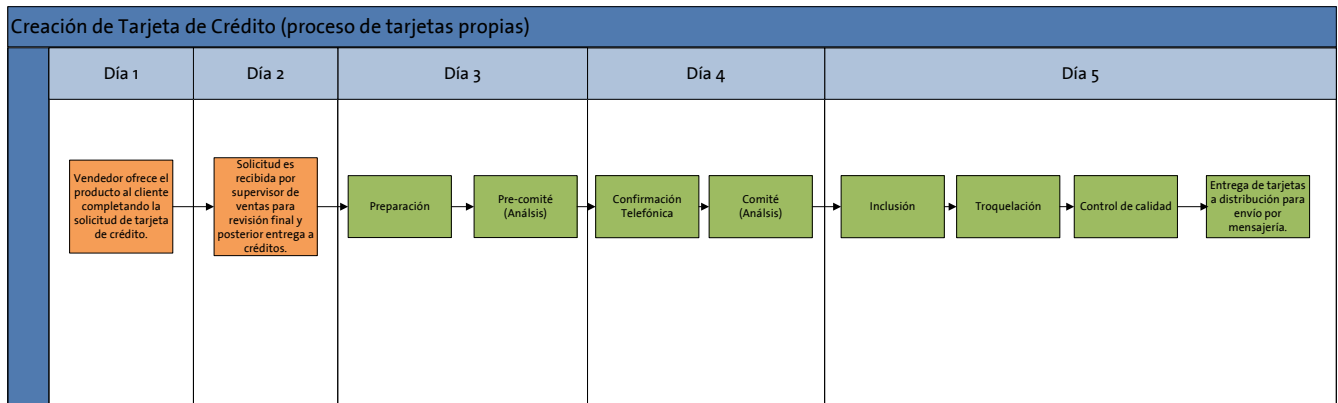 Creación de Tarjeta de Crédito (proceso de tarjetas propias)
Día 1
Día 2
Día 3
Día 4
Día 5
Vendedor ofrece el
producto al cliente
completando la
solicitud de tarjeta
de crédito.
Solicitud es
recibida por
supervisor de
ventas para
revisión final y
posterior entrega a
créditos.
Preparación
Pre-comité
(Análsis)
Confirmación
Telefónica
Comité
(Análsis)
Inclusión
Troquelación
Control de calidad
Entrega de tarjetas
a distribución para
envío por
mensajería.